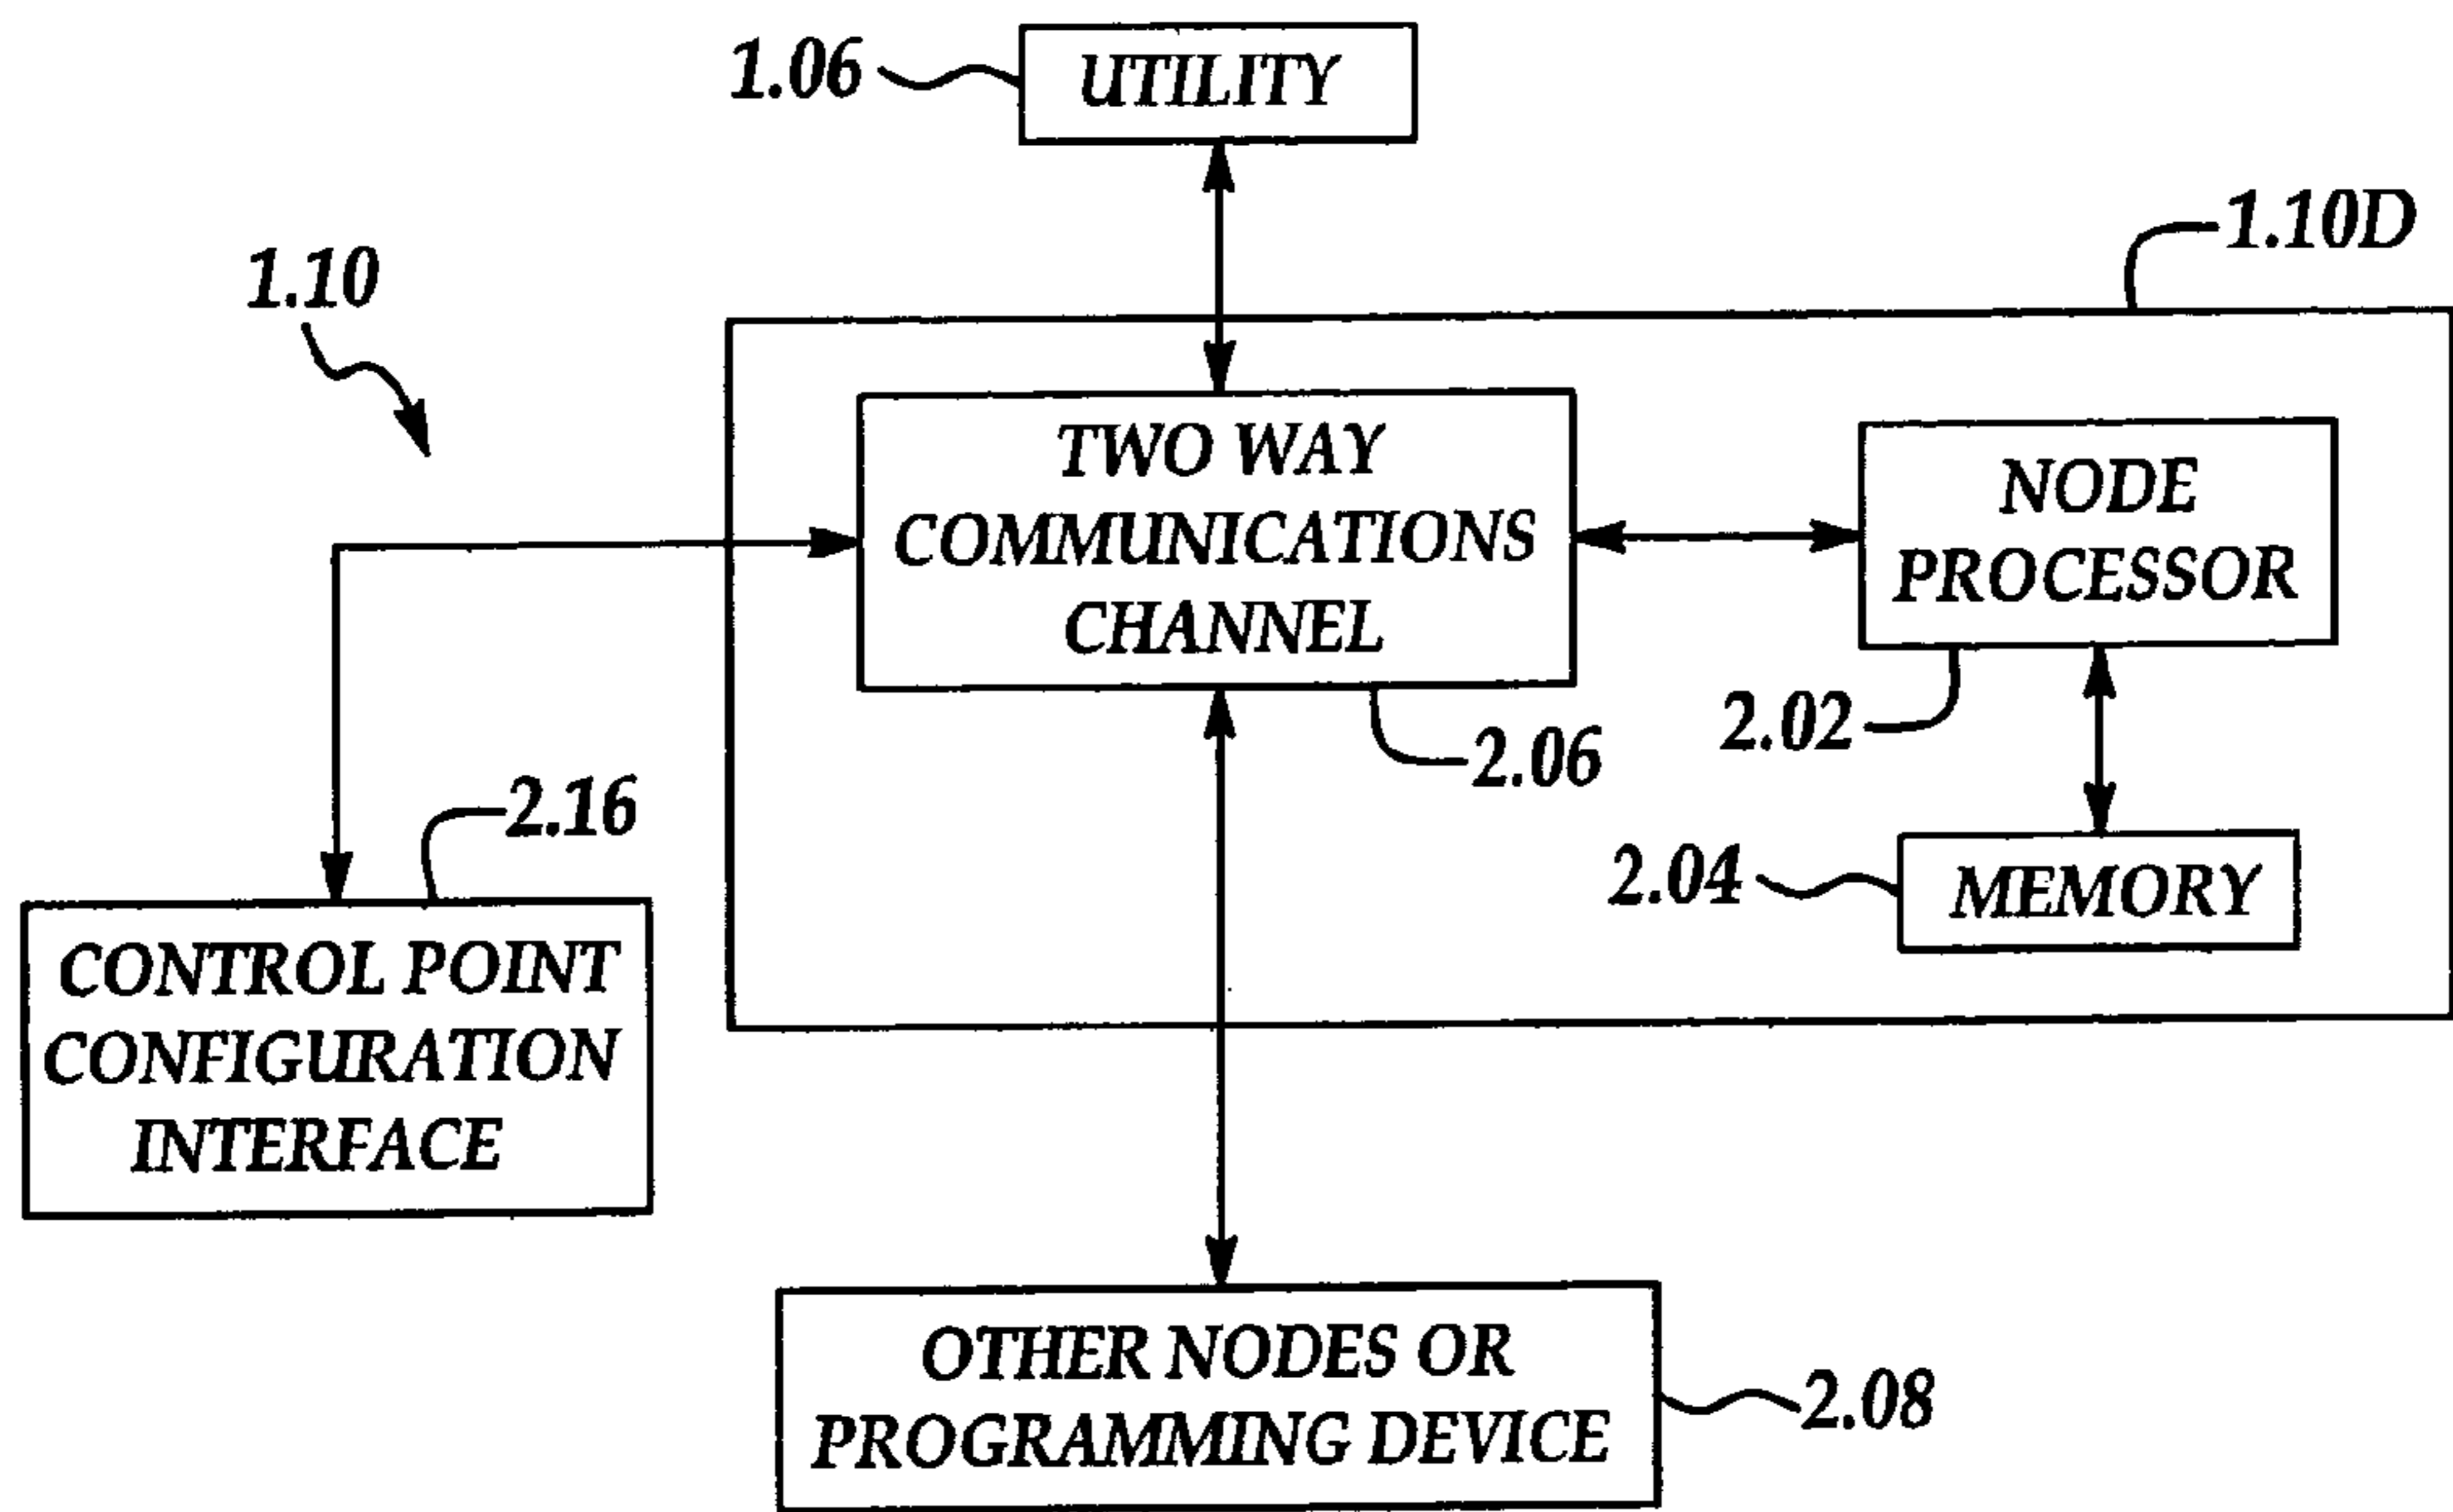 1.06
UTILITY
1.10D
1.10
TWO WAY
COMMUNICATIONS
CHANNEL
NODE
PROCESSOR
2.02
2.06
2.16
2.04
MEMORY
CONTROL POINT
CONFIGURATION
INTERFACE
OTHER NODES OR
PROGRAMMING DEVICE
2.08